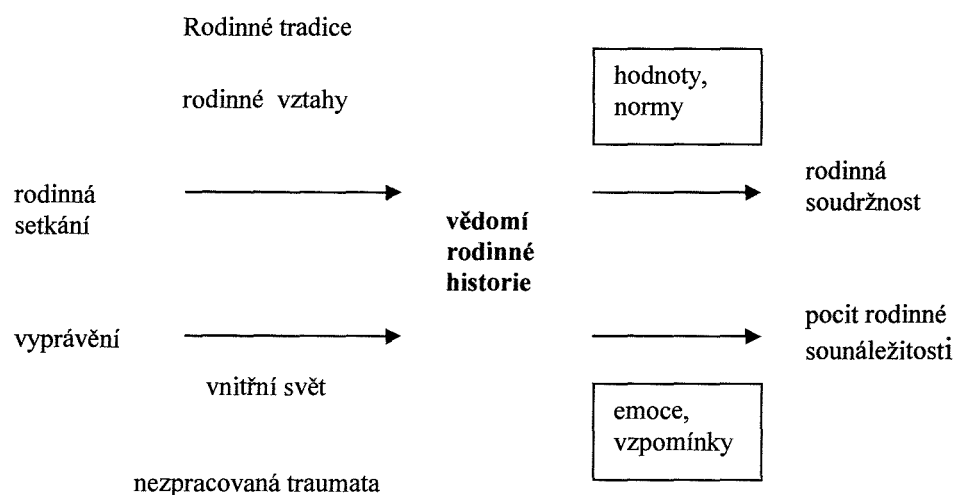 Rodinné tradice
rodinné vztahy
hodnoty,
normy
rodinná
setkání
rodinná
soudržnost
vědomí
rodinné
historie
vyprávění
pocit rodinné
sounáležitosti
vnitřní svět
emoce,
vzpomínky
nezpracovaná traumata